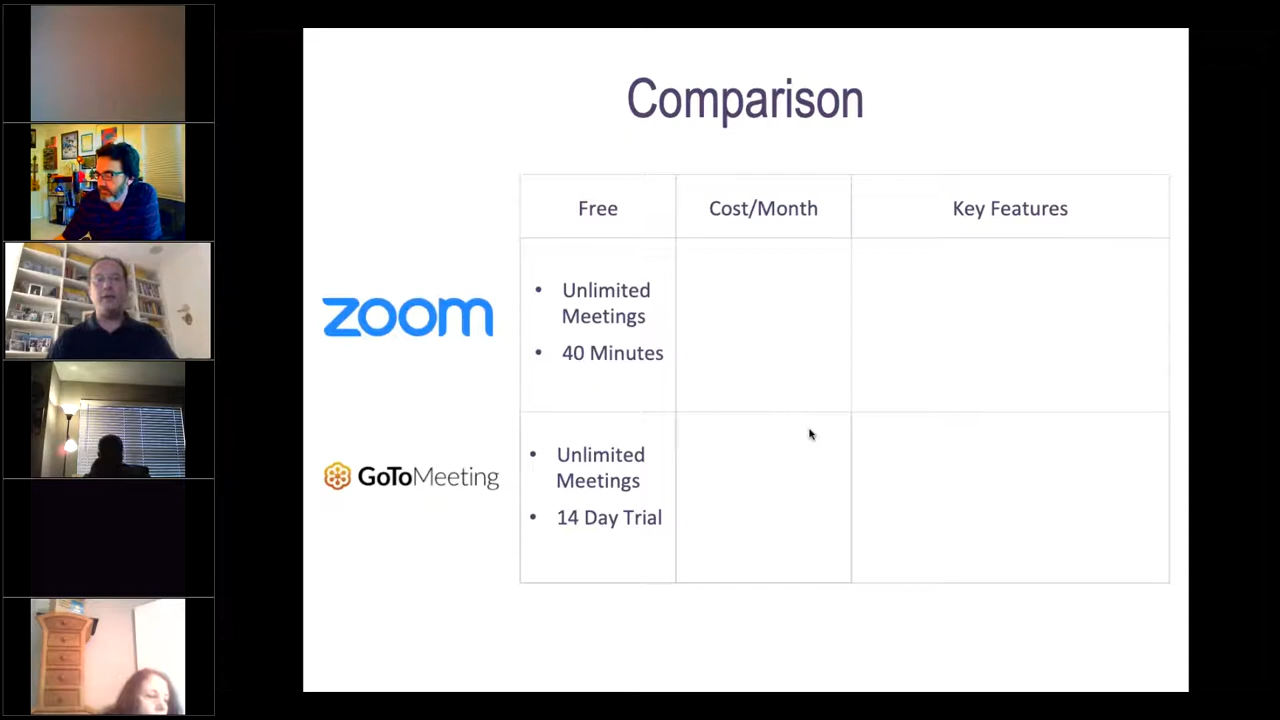 Comparison
Free
Cost/Month
Key Features
zoom
• Unlimited
Meetings
• 40 Minutes
GoToMeeting
• Unlimited
Meetings
• 14 Day Trial